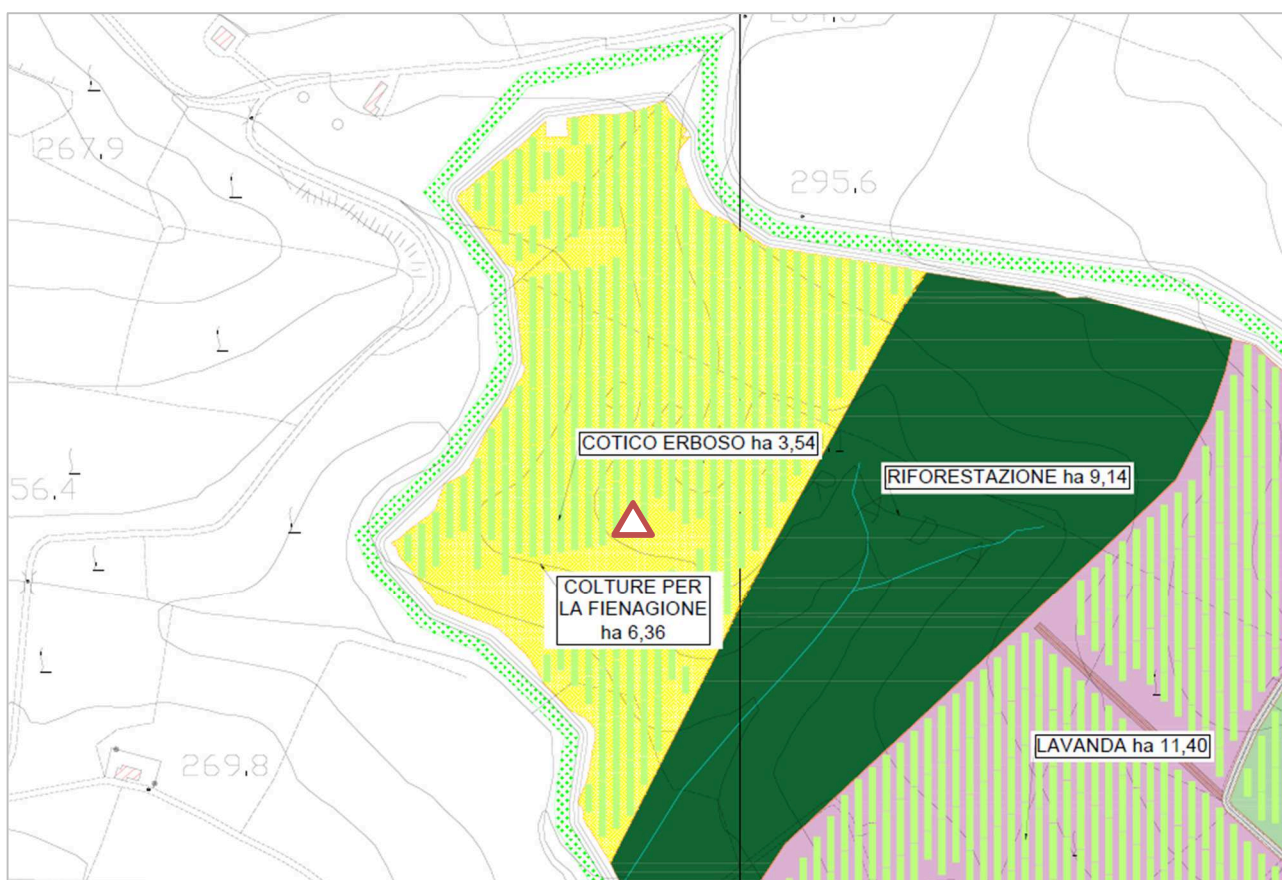 267,9
295,6
COTICO ERBOSO ha 3,54
RIFORESTAZIONE ha 9,14
56,4
COLTURE PER
LA FIENAGIONE
ha 6,36
LAVANDA ha 11,40
269,8